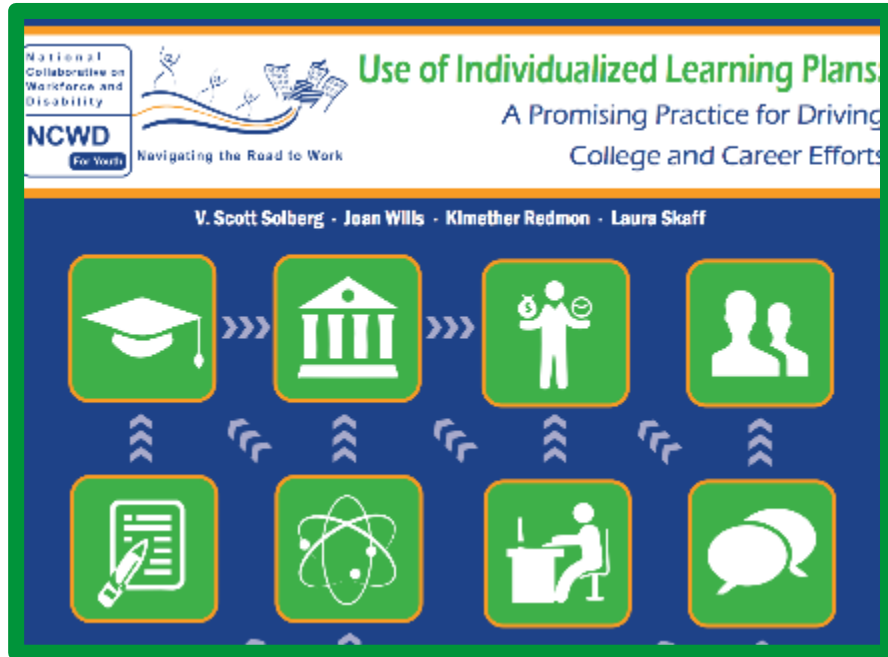 National
Collaborative on
Workforce and
Disability
NCWD
For Youth
Navigating the Road to Work
Use of Individualized Learning Plans:
A Promising Practice for Driving
College and Career Efforts
V. Scott Solberg - Joan Wills - Kimether Redmon - Laura Skaff
$